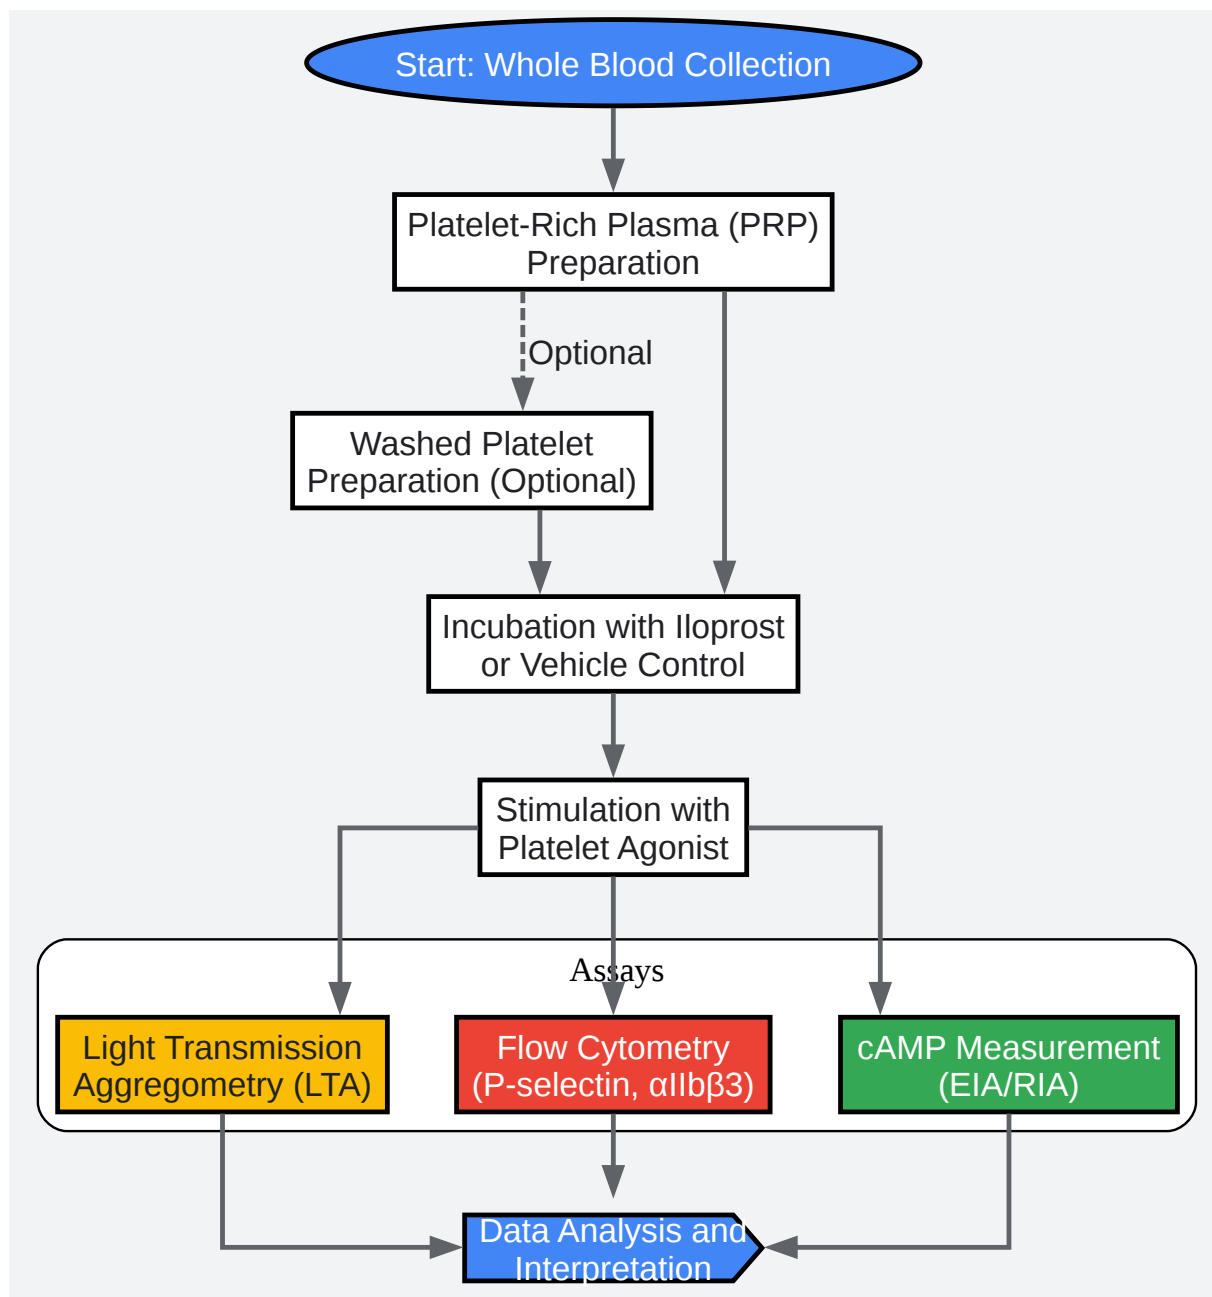 Start: Whole Blood Collection
Platelet-Rich Plasma (PRP)
Preparation
Optional
Washed Platelet
Preparation (Optional)
Incubation with Iloprost
or Vehicle Control
Stimulation with
Platelet Agonist
Assays
Light Transmission
Aggregometry (LTA)
Flow Cytometry
(P-selectin, αIIbβ3)
cAMP Measurement
(EIA/RIA)
Data Analysis and
Interpretation